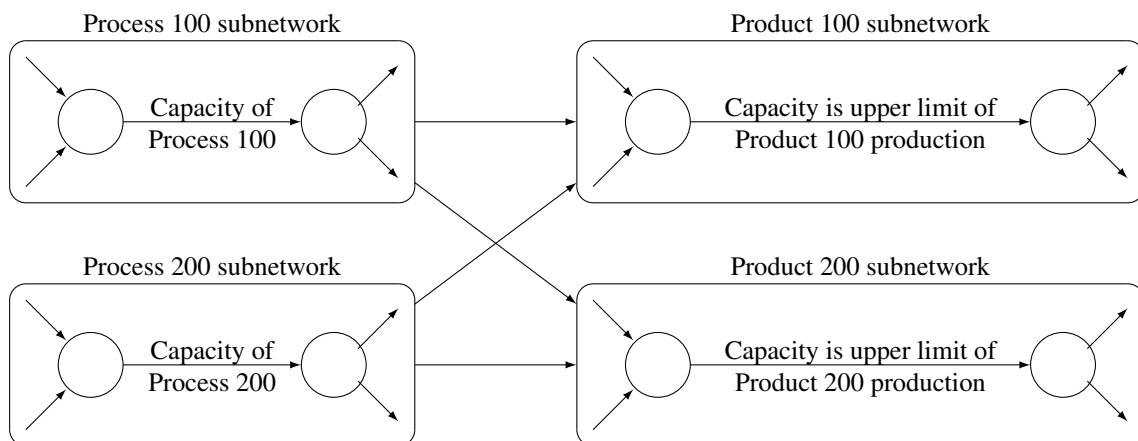 Process 100 subnetwork
Product 100 subnetwork
Capacity of
Process 100
Capacity is upper limit of
Product 100 production
Process 200 subnetwork
Product 200 subnetwork
Capacity of
Process 200
Capacity is upper limit of
Product 200 production